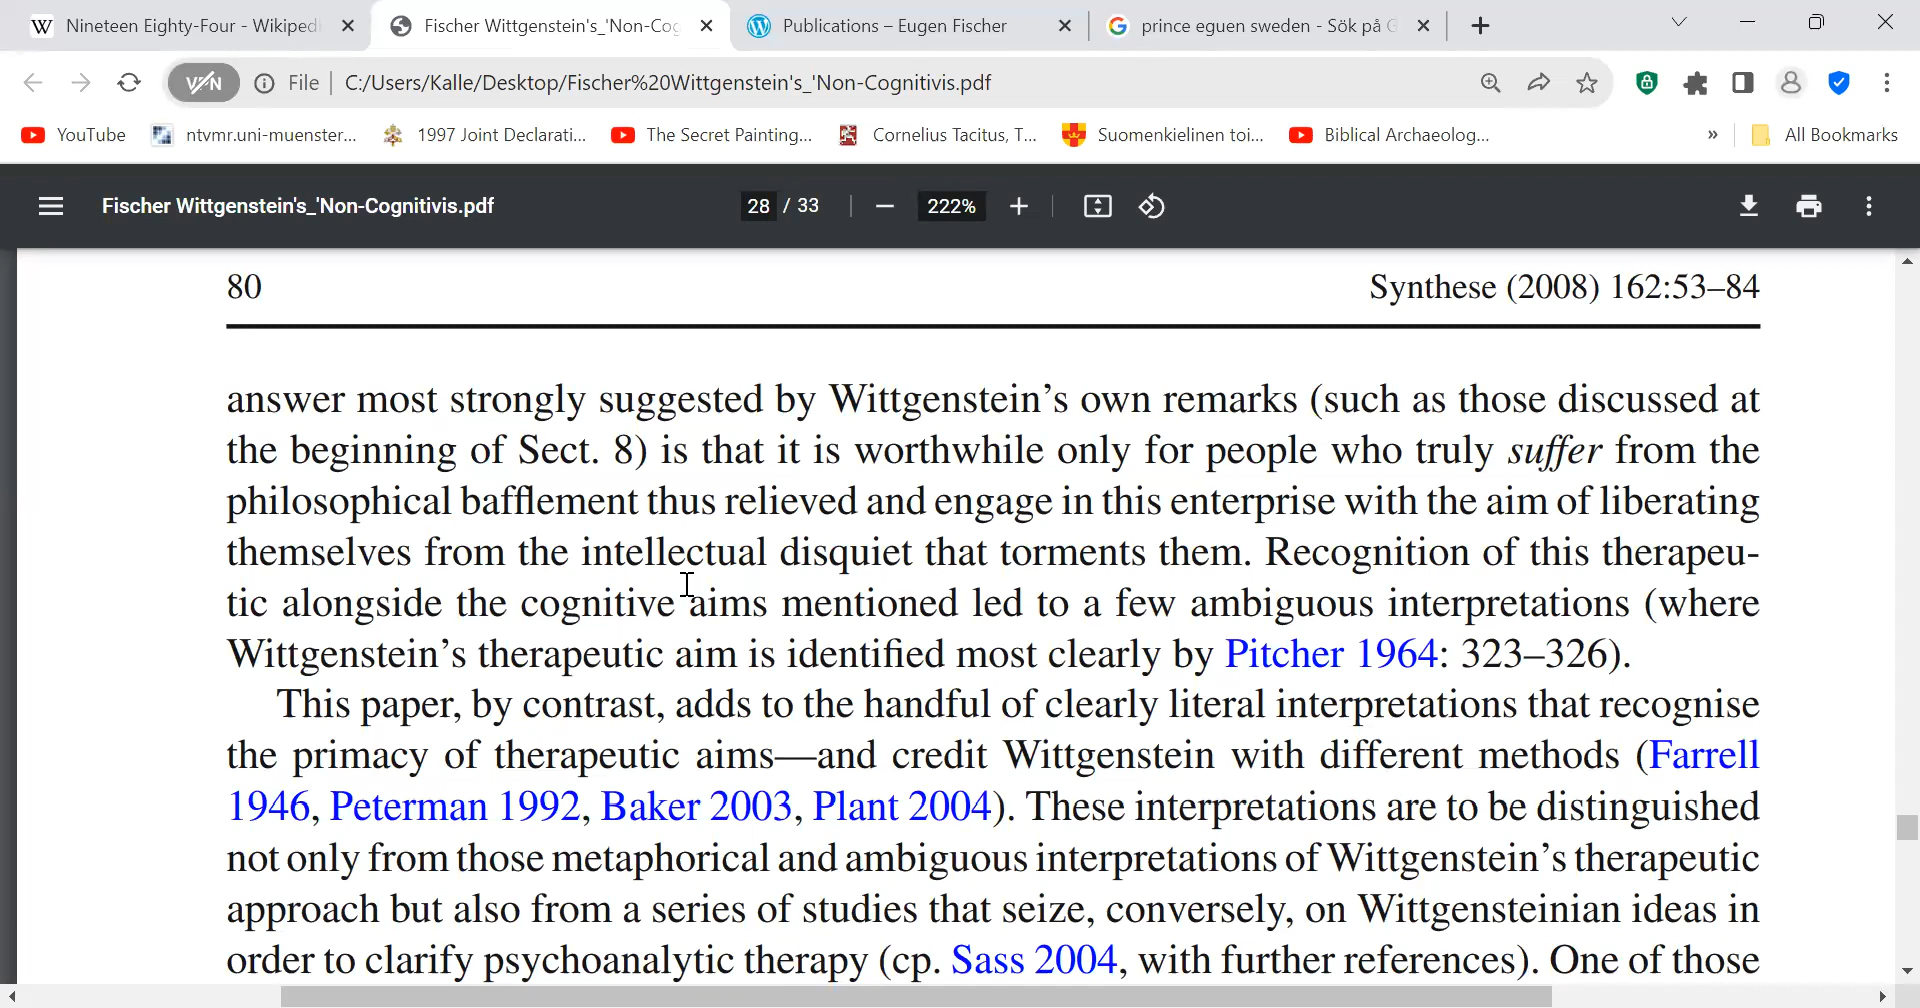 Nineteen Eighty-Four - Wikiped
Fischer Wittgenstein's_'Non-Cog
Publications – Eugen Fischer
prince eguen sweden - Sök på G
VPN
File
C:/Users/Kalle/Desktop/Fischer%20Wittgenstein's_'Non-Cognitivis.pdf
YouTube
ntvmr.uni-muenster...
1997 Joint Declarati...
The Secret Painting...
Cornelius Tacitus, T...
Suomenkielinen toi...
Biblical Archaeolog...
»
All Bookmarks
Fischer Wittgenstein's_'Non-Cognitivis.pdf
28 / 33
222%
80
Synthese (2008) 162:53–84
answer most strongly suggested by Wittgenstein’s own remarks (such as those discussed at
the beginning of Sect. 8) is that it is worthwhile only for people who truly suffer from the
philosophical bafflement thus relieved and engage in this enterprise with the aim of liberating
themselves from the intellectual disquiet that torments them. Recognition of this therapeu-
tic alongside the cognitive aims mentioned led to a few ambiguous interpretations (where
Wittgenstein’s therapeutic aim is identified most clearly by Pitcher 1964: 323–326).
This paper, by contrast, adds to the handful of clearly literal interpretations that recognise
the primacy of therapeutic aims—and credit Wittgenstein with different methods (Farrell
1946, Peterman 1992, Baker 2003, Plant 2004). These interpretations are to be distinguished
not only from those metaphorical and ambiguous interpretations of Wittgenstein’s therapeutic
approach but also from a series of studies that seize, conversely, on Wittgensteinian ideas in
order to clarify psychoanalytic therapy (cp. Sass 2004, with further references). One of those